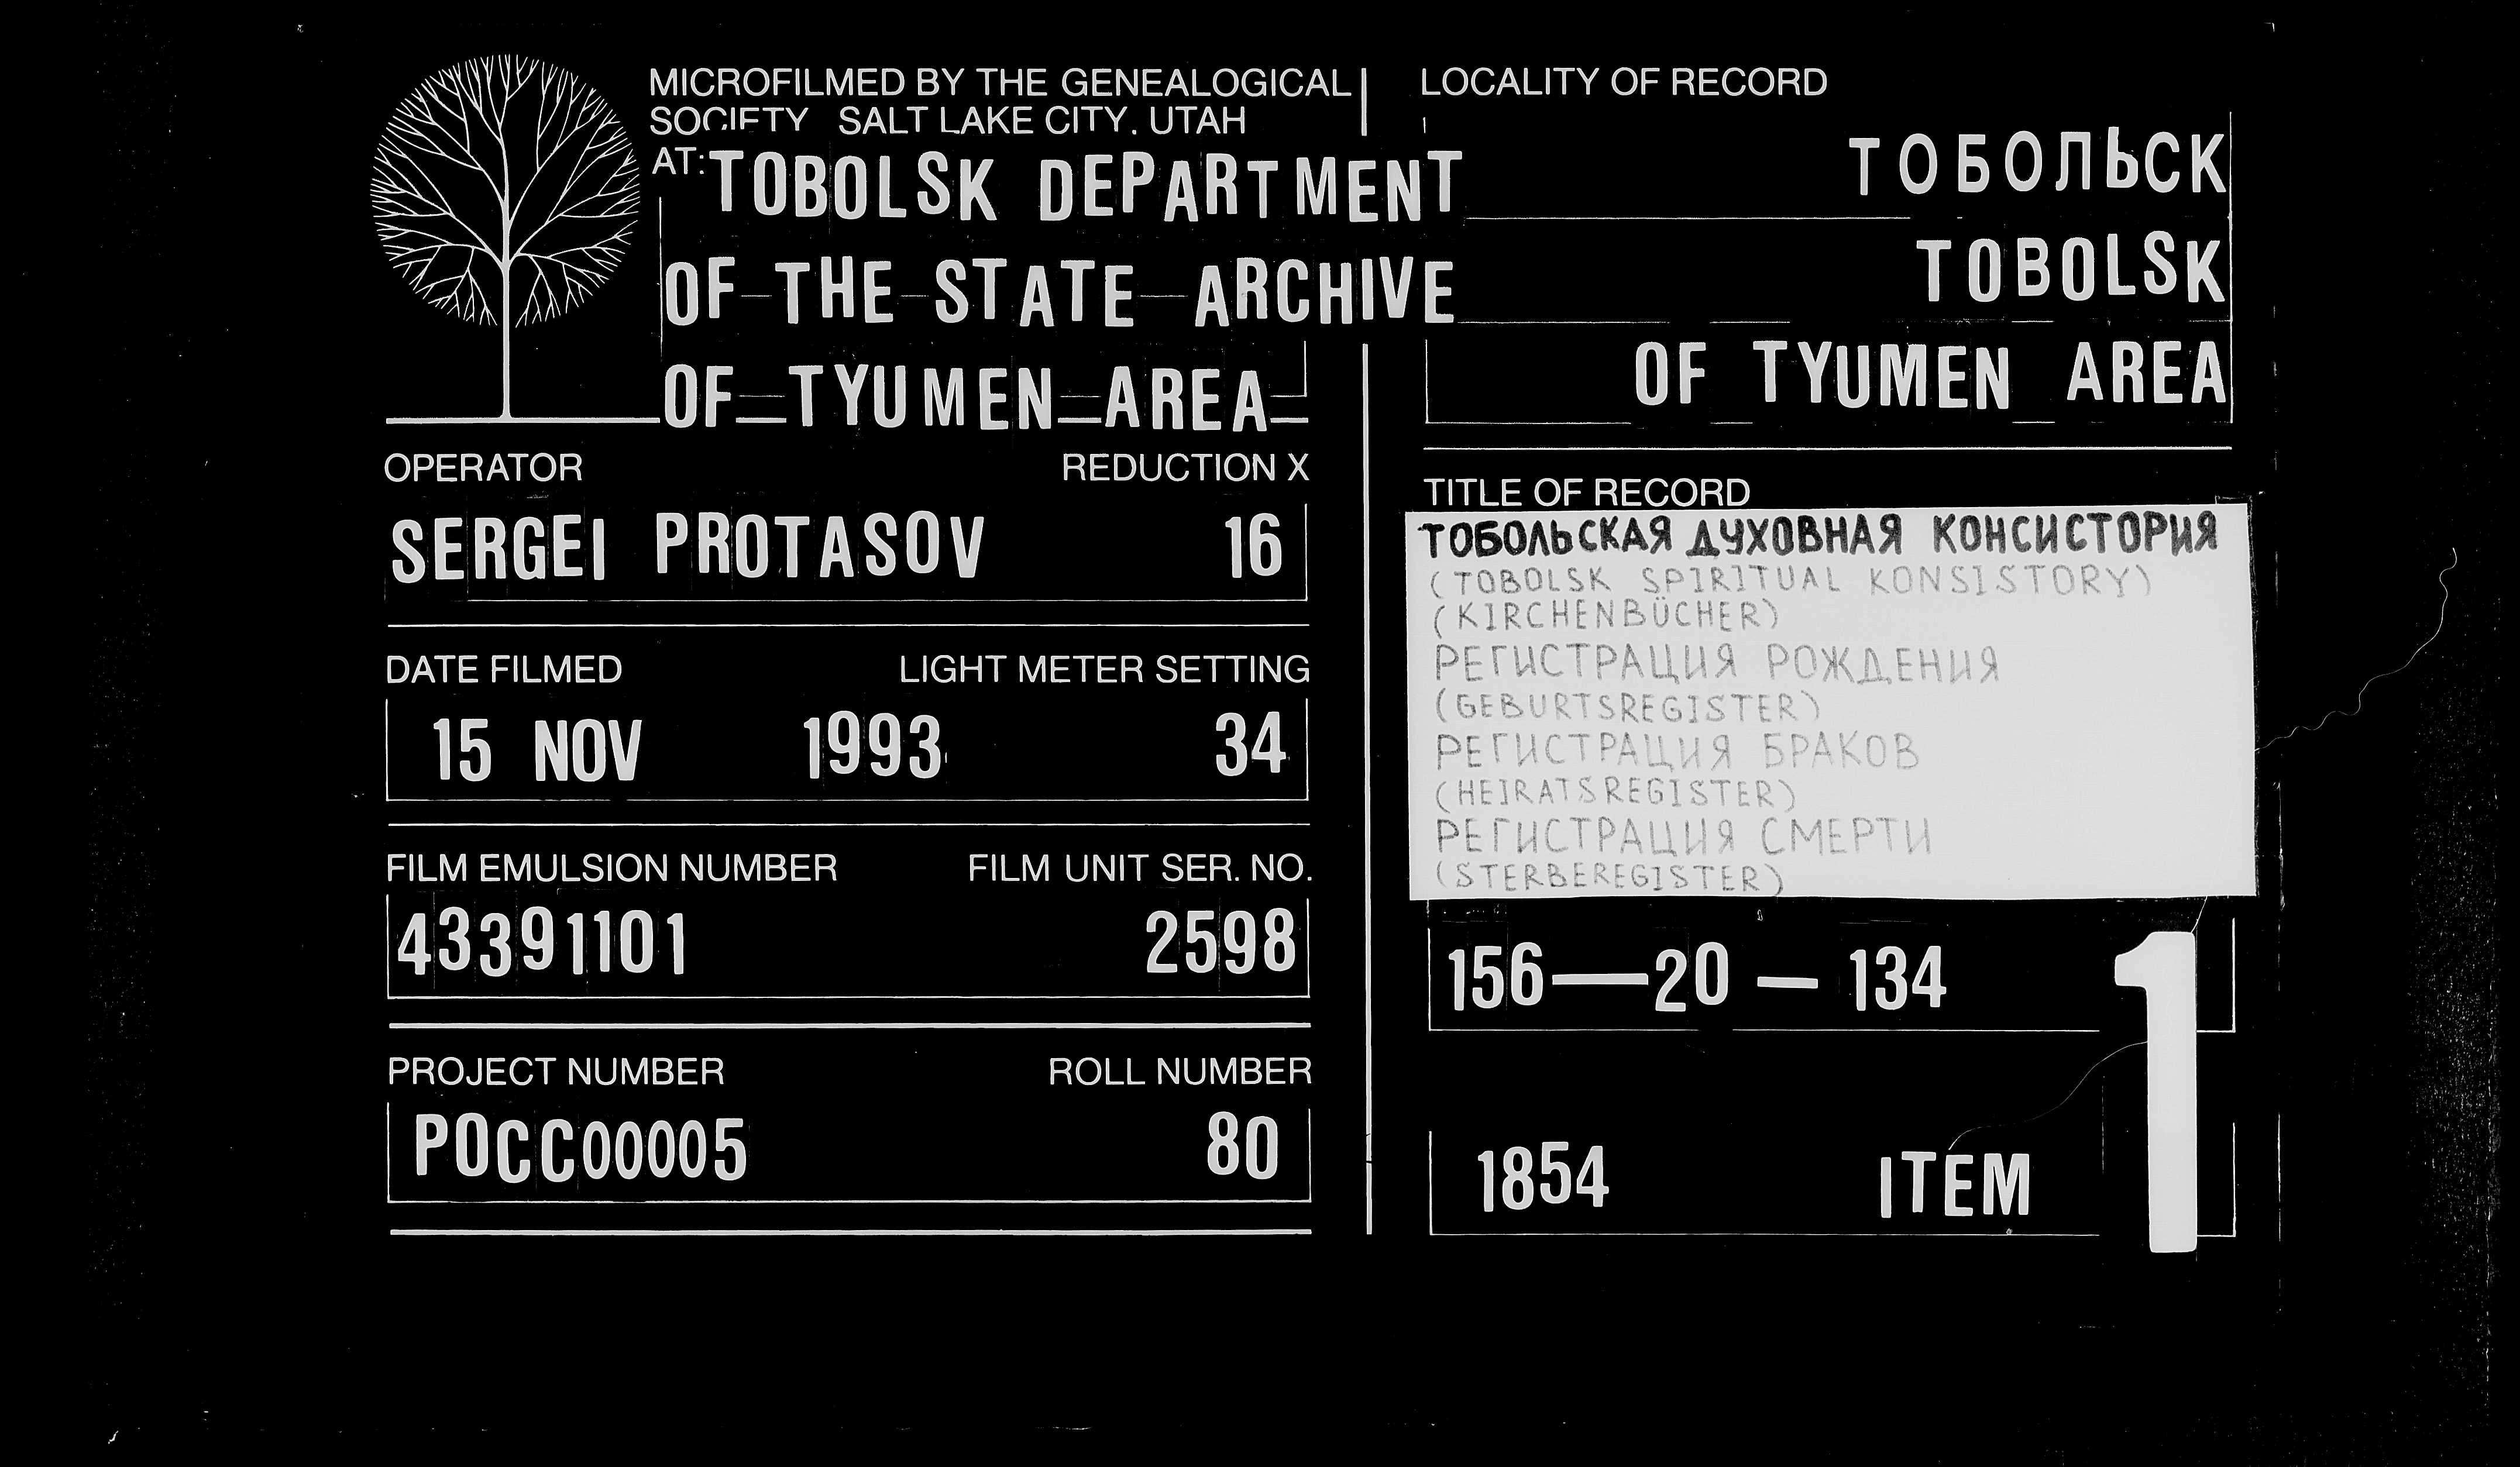 MICROFILMED BY THE GENEALOGICAL
SOCIETY SALT LAKE CITY, UTAH
AT: TOBOLSK DEPARTMENT
OF THE STATE ARCHIVE
OF TYUMEN AREA
OPERATOR REDUCTION X
SERGEI PROTASOV 16
DATE FILMED LIGHT METER SETTING
15 NOV 1993 34
FILM EMULSION NUMBER FILM UNIT SER. NO.
43391101 2598
PROJECT NUMBER ROLL NUMBER
POCC00005 80
LOCALITY OF RECORD
ТОБОЛЬСК
TOBOLSK
OF TYUMEN AREA
TITLE OF RECORD
ТОБОЛЬСКАЯ ДУХОВНАЯ КОНСИСТОРИЯ
(TOBOLSK SPIRITUAL KONSISTORY)
(KIRCHENBÜCHER)
РЕГИСТРАЦИЯ РОЖДЕНИЯ
(GEBURTSREGISTER)
РЕГИСТРАЦИЯ БРАКОВ
(HEIRATSREGISTER)
РЕГИСТРАЦИЯ СМЕРТИ
(STERBEREGISTER)
156—20—134
1854 ITEM 1